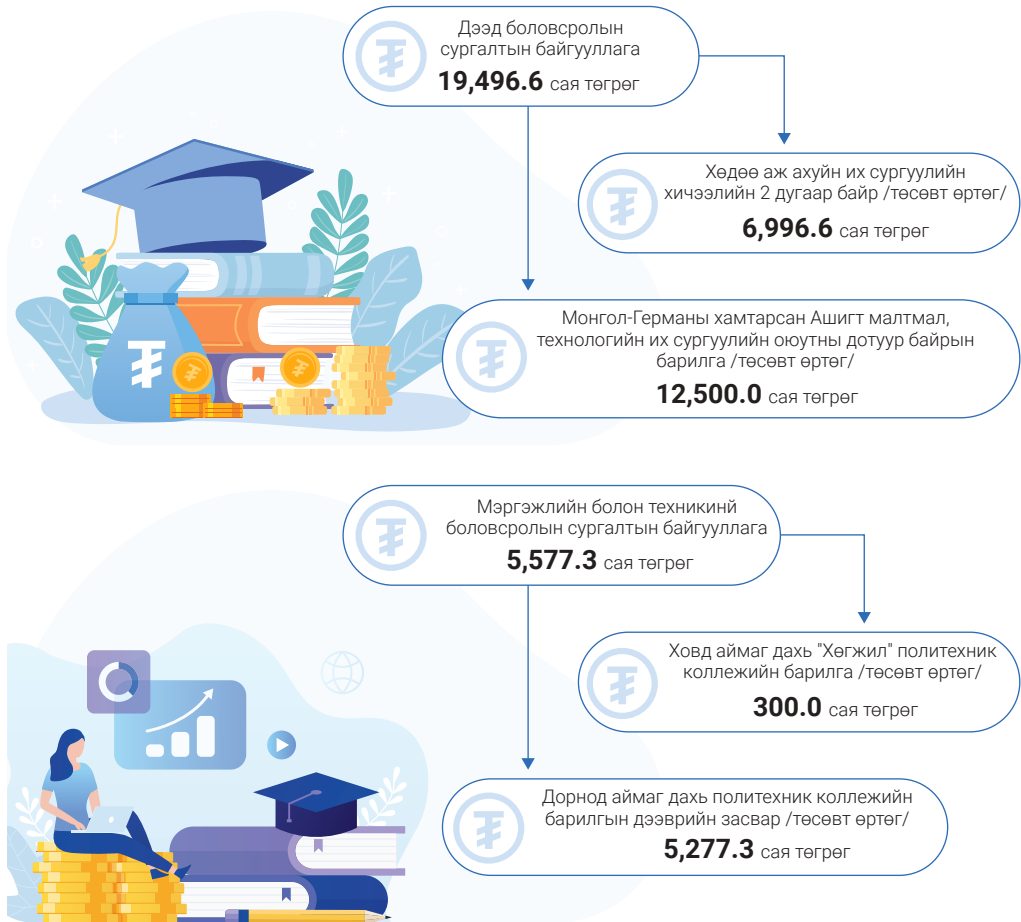 Дээд боловсролын
сургалтын байгууллага
19,496.6 сая төгрөг
Хөдөө аж ахуйн их сургуулийн
хичээлийн 2 дугаар байр /төсөвт өртөг/
6,996.6 сая төгрөг
Монгол-Германы хамтарсан Ашигт малтмал,
технологийн их сургуулийн оюутны дотуур байрын
барилга /төсөвт өртөг/
12,500.0 сая төгрөг
Мэргэжлийн болон техникинй
боловсролын сургалтын байгууллага
5,577.3 сая төгрөг
Ховд аймаг дахь "Хөгжил" политехник
коллежийн барилга /төсөвт өртөг/
300.0 сая төгрөг
Дорнод аймаг дахь политехник коллежийн
барилгын дээврийн засвар /төсөвт өртөг/
5,277.3 сая төгрөг